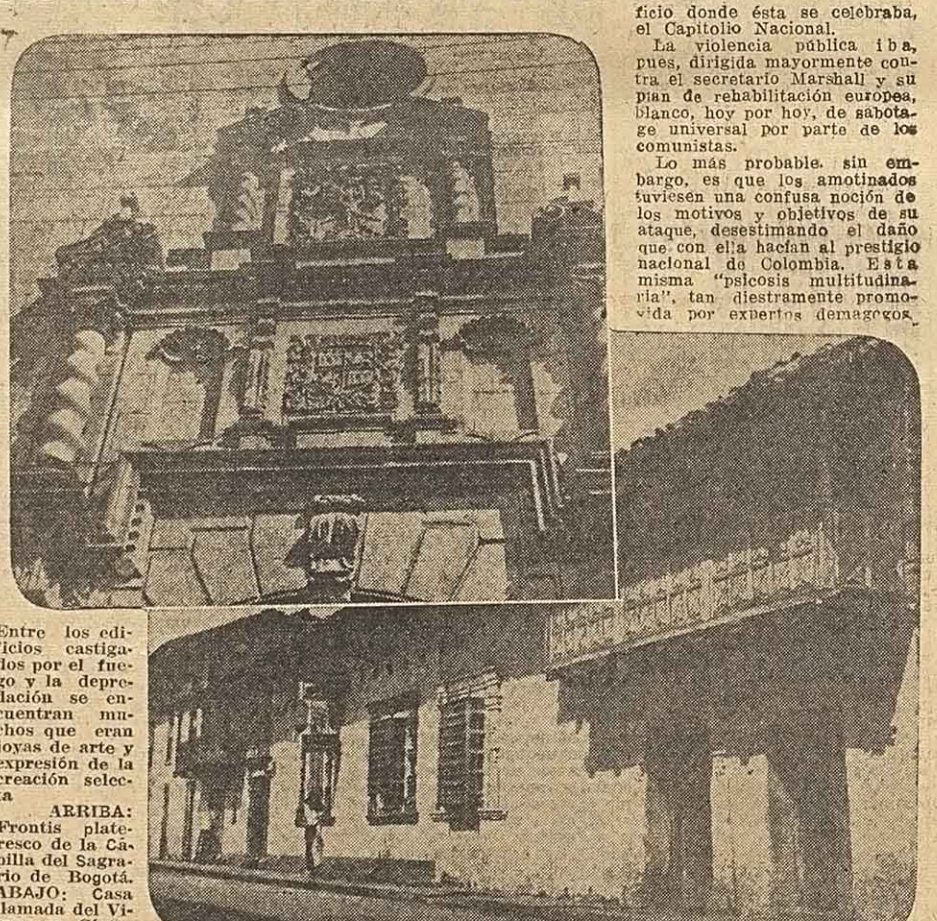 ficio donde ésta se celebraba,
el Capitolio Nacional.
La violencia pública iba,
pues, dirigida mayormente con-
tra el secretario Marshall y su
plan de rehabilitación europea,
blanco, hoy por hoy, de sabota-
ge universal por parte de los
comunistas.
Lo más probable. sin em-
bargo, es que los amotinados
tuviesen una confusa noción de
los motivos y objetivos de su
ataque, desestimando el daño
que con ella hacían al prestigio
nacional de Colombia. Esta
misma "psicosis multitudina-
ria", tan diestramente promo-
vida por expertos demagogos,
Entre los edi-
ficios castiga-
dos por el fue-
go y la depre-
dación se en-
cuentran mu-
chos que eran
joyas de arte y
expresión de la
creación selec-
ta
ARRIBA:
Frontis plate-
resco de la Ca-
pilla del Sagra-
rio de Bogotá.
ABAJO: Casa
llamada del Vi-